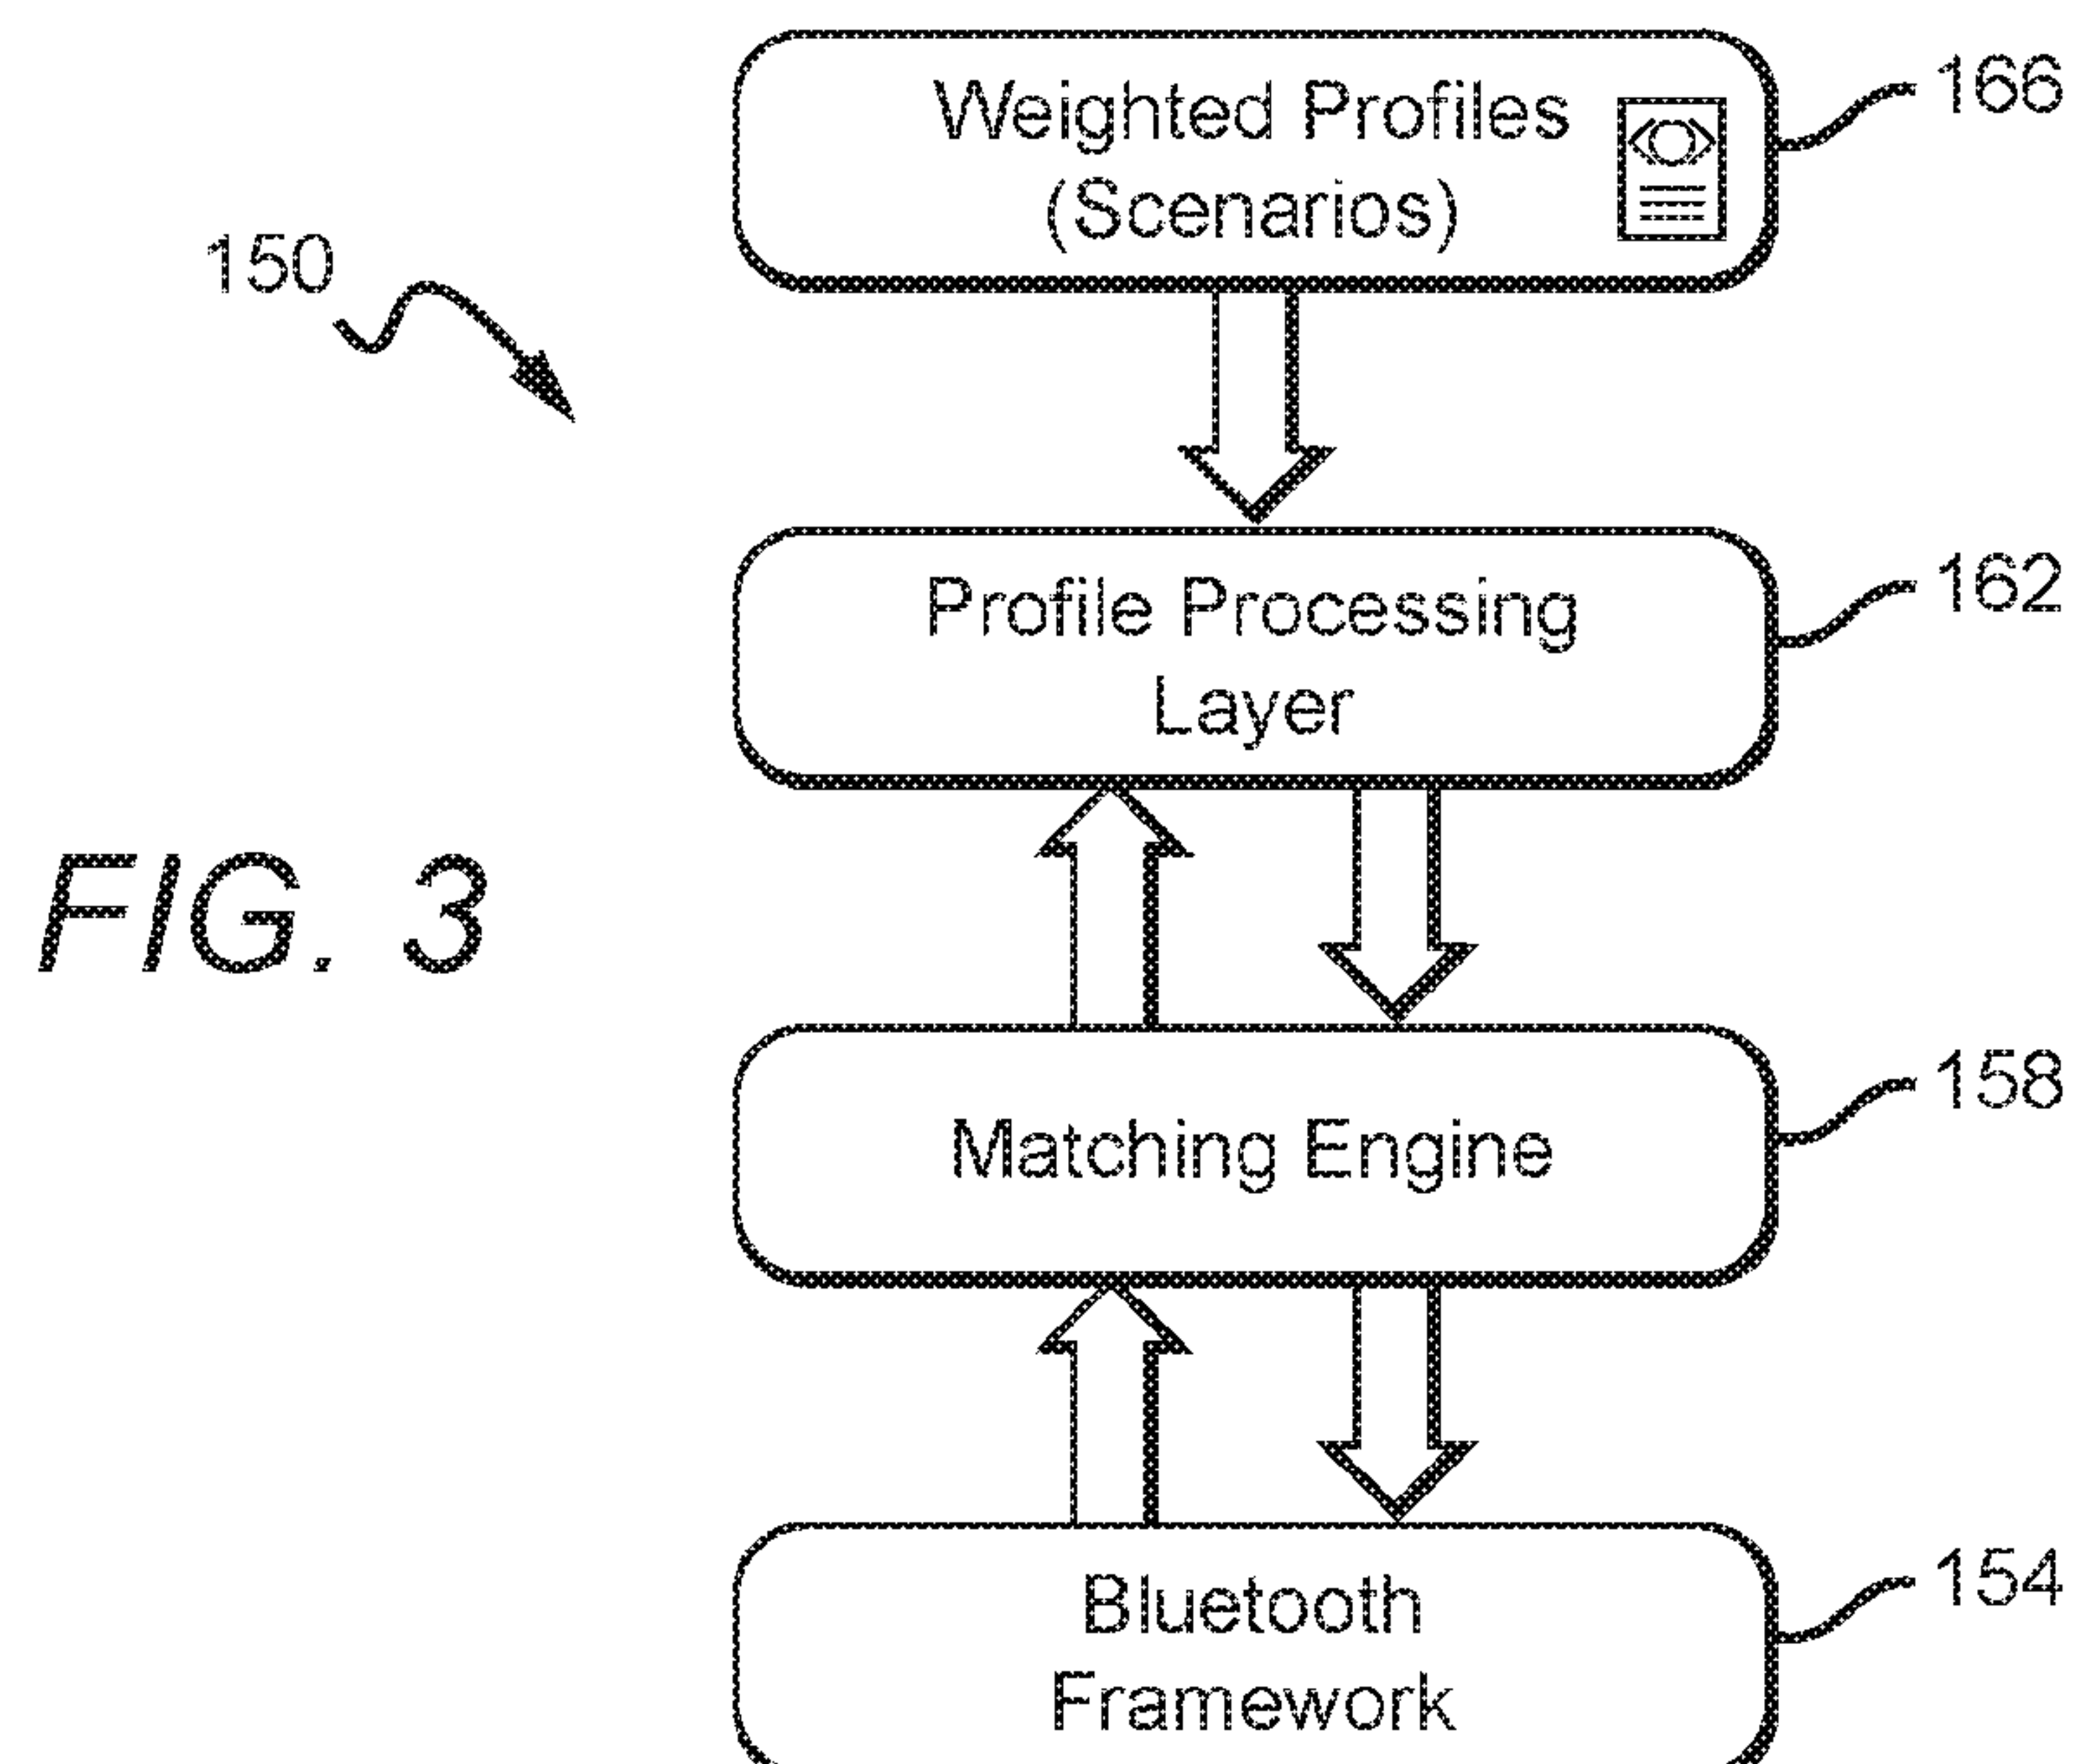 Weighted Profiles
(Scenarios)
166
150
Profile Processing
Layer
162
FIG. 3
Matching Engine
158
Bluetooth
Framework
154